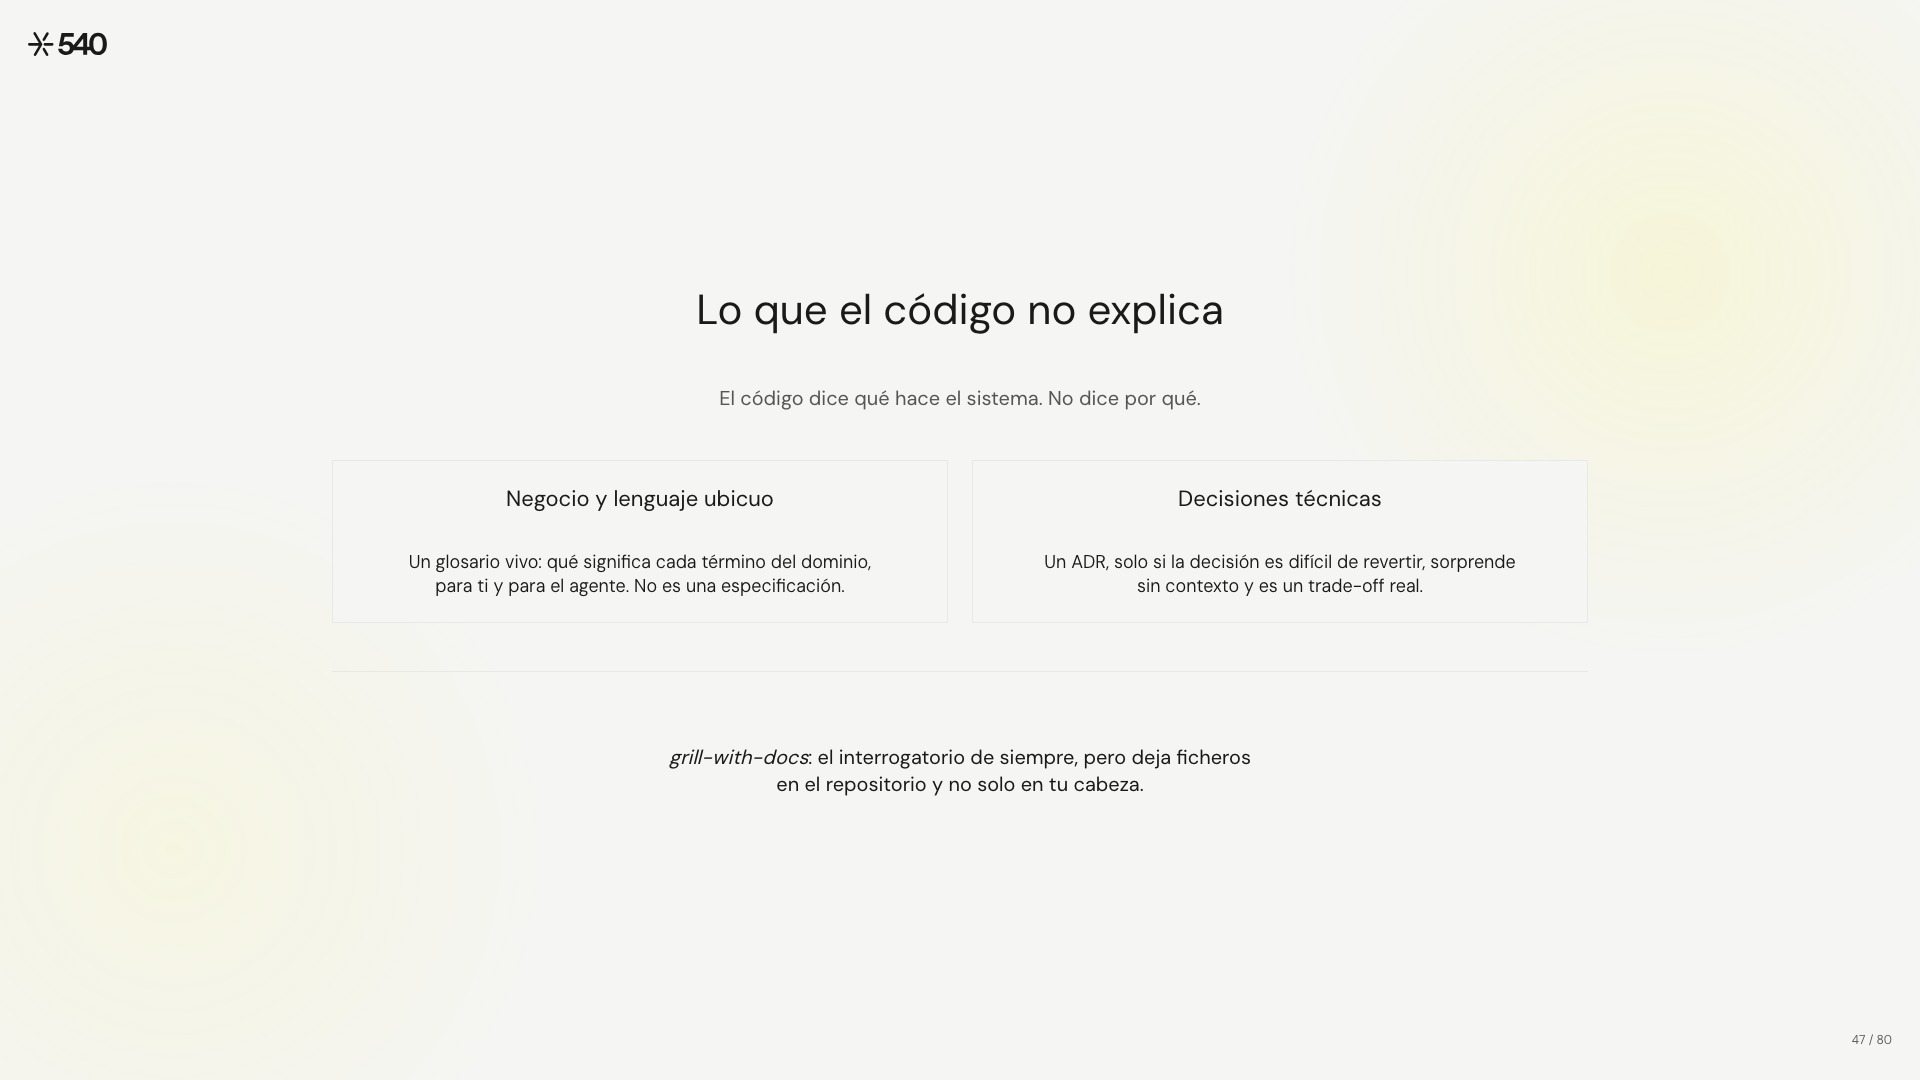 540
Lo que el código no explica
El código dice qué hace el sistema. No dice por qué.
Negocio y lenguaje ubicuo
Un glosario vivo: qué significa cada término del dominio,
para ti y para el agente. No es una especificación.
Decisiones técnicas
Un ADR, solo si la decisión es difícil de revertir, sorprende
sin contexto y es un trade-off real.
grill-with-docs: el interrogatorio de siempre, pero deja ficheros
en el repositorio y no solo en tu cabeza.
47 / 80